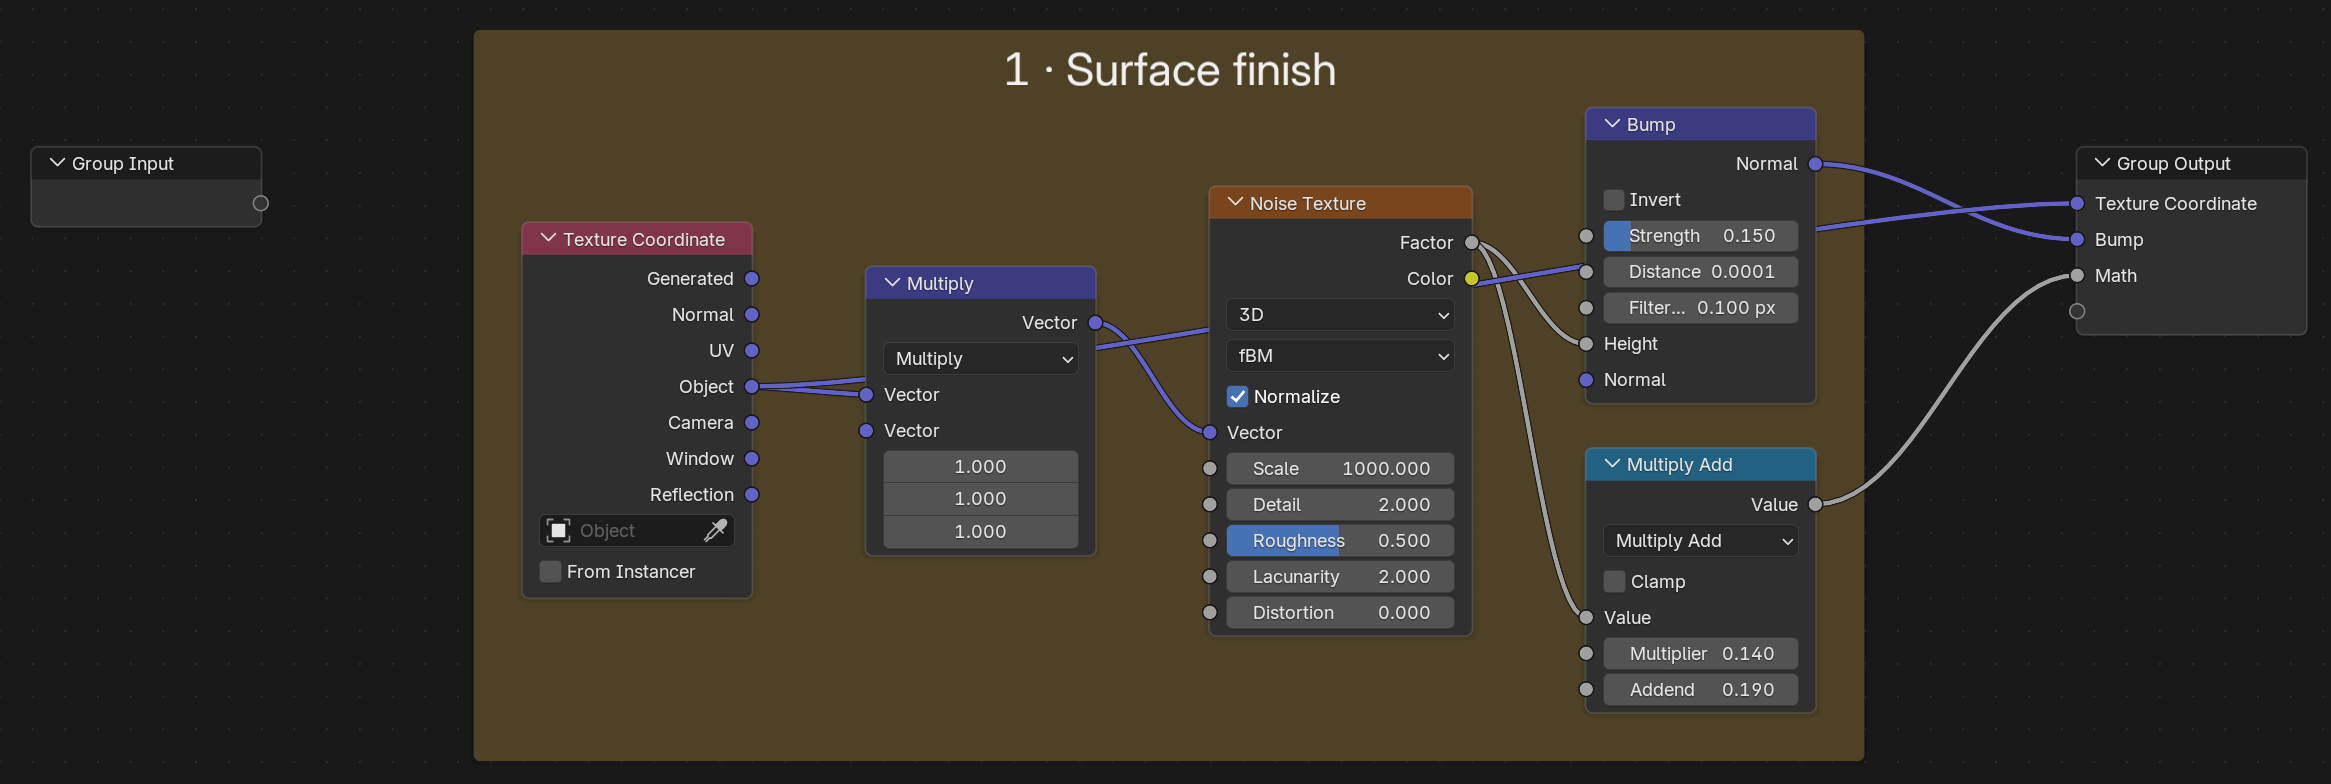 1 · Surface finish
Group Input
Texture Coordinate
Generated
Normal
UV
Object
Camera
Window
Reflection
Object
From Instancer
Multiply
Vector
Multiply
Vector
Vector
1.000
1.000
1.000
Noise Texture
Factor
Color
3D
fBM
Normalize
Vector
Scale 1000.000
Detail 2.000
Roughness 0.500
Lacunarity 2.000
Distortion 0.000
Bump
Normal
Invert
Strength 0.150
Distance 0.0001
Filter... 0.100 px
Height
Normal
Multiply Add
Value
Multiply Add
Clamp
Value
Multiplier 0.140
Addend 0.190
Group Output
Texture Coordinate
Bump
Math